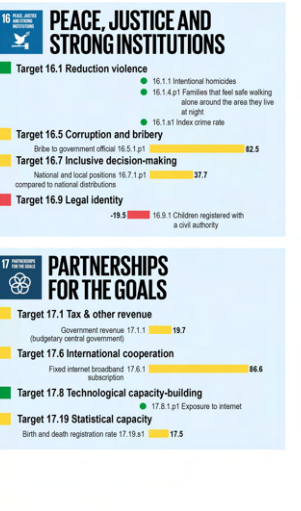 16 PEACE, JUSTICE
AND STRONG
INSTITUTIONS
PEACE, JUSTICE AND
STRONG INSTITUTIONS
Target 16.1 Reduction violence
16.1.1 Intentional homicides
16.1.4.p1 Families that feel safe walking
alone around the area they live
at night
16.1.s1 Index crime rate
Target 16.5 Corruption and bribery
Bribe to government official 16.5.1.p1 82.5
Target 16.7 Inclusive decision-making
National and local positions 16.7.1.p1 37.7
compared to national distributions
Target 16.9 Legal identity
-19.5 16.9.1 Children registered with
a civil authority
17 PARTNERSHIPS
FOR THE GOALS
PARTNERSHIPS
FOR THE GOALS
Target 17.1 Tax & other revenue
Government revenue 17.1.1 19.7
(budgetary central government)
Target 17.6 International cooperation
Fixed internet broadband 17.6.1 86.6
subscription
Target 17.8 Technological capacity-building
17.8.1.p1 Exposure to internet
Target 17.19 Statistical capacity
Birth and death registration rate 17.19.s1 17.5